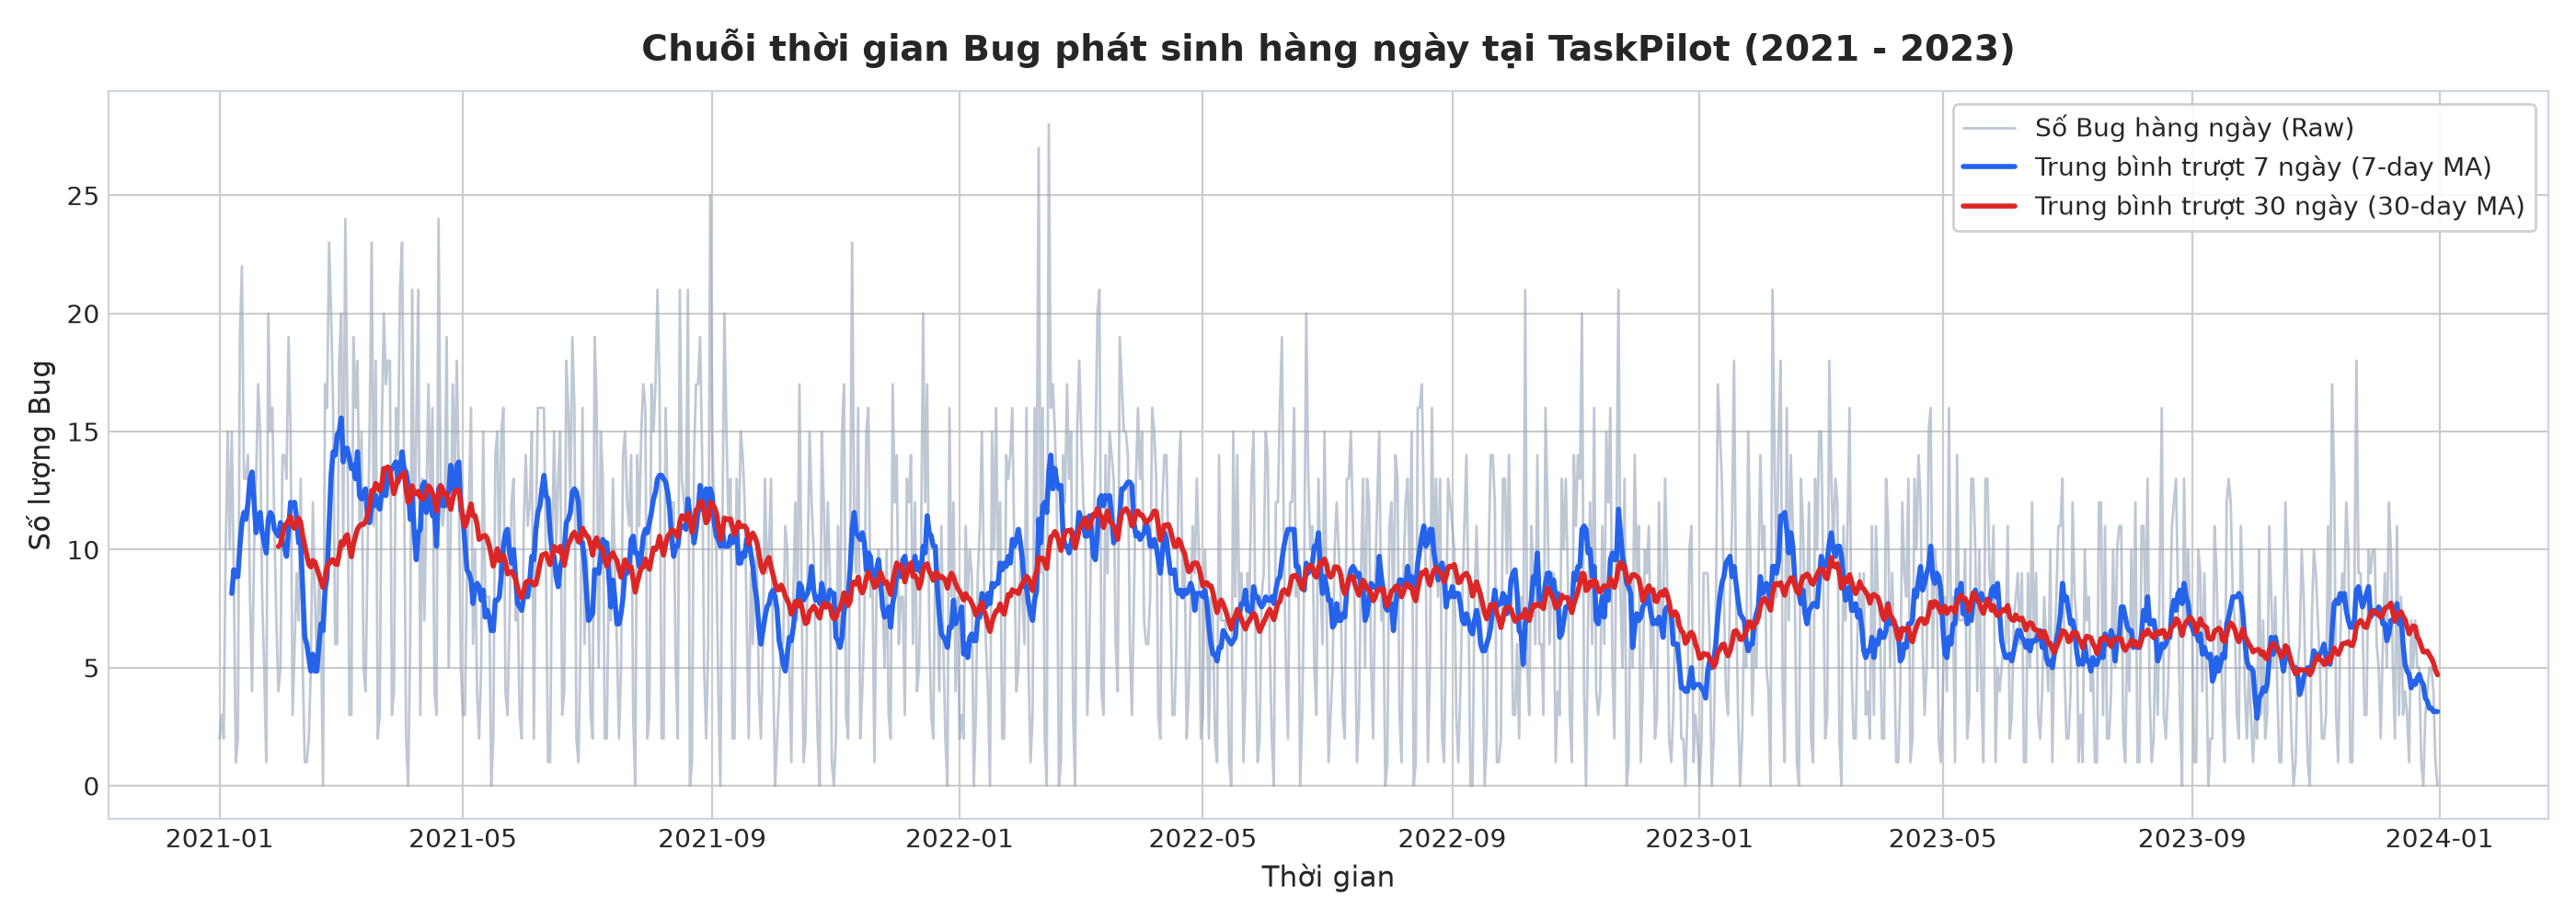 Chuỗi thời gian Bug phát sinh hàng ngày tại TaskPilot (2021 - 2023)
Số Bug hàng ngày (Raw)
Trung bình trượt 7 ngày (7-day MA)
Trung bình trượt 30 ngày (30-day MA)
Số lượng Bug
25
20
15
10
5
0
2021-01 2021-05 2021-09 2022-01 2022-05 2022-09 2023-01 2023-05 2023-09 2024-01
Thời gian